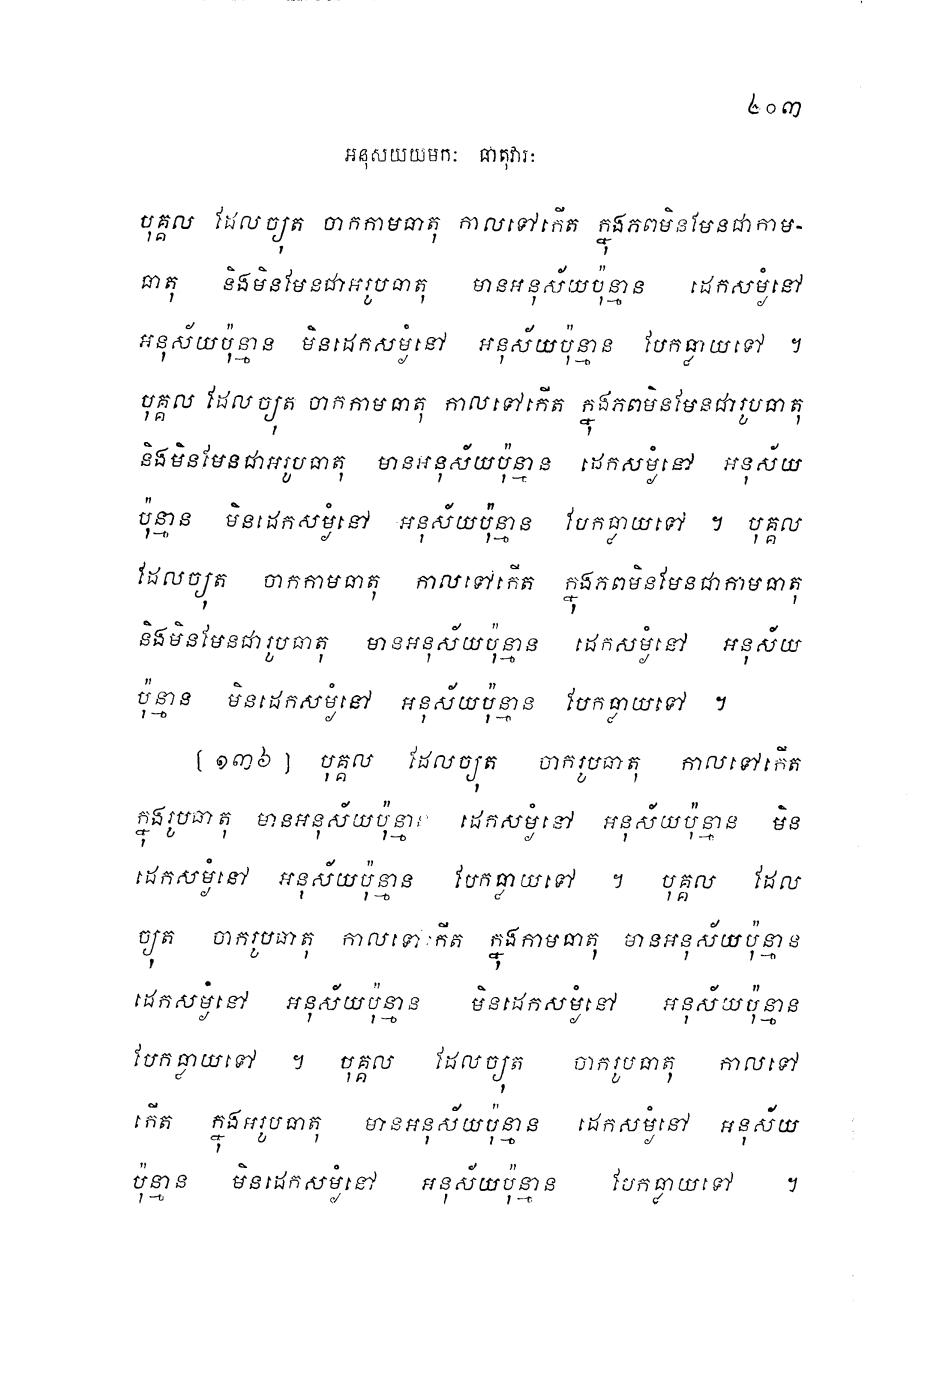 ៤០៣
អនុសយយមកៈ ធាតុវារៈ
បុគ្គល ដែលច្យុត ចាកកាមធាតុ កាលទៅកើត ក្នុងភពមិនមែនជាកាម-
ធាតុ និងមិនមែនជាអរូបធាតុ មានអនុស័យប៉ុន្មាន ដេកសម្ងំនៅ
អនុស័យប៉ុន្មាន មិនដេកសម្ងំនៅ អនុស័យប៉ុន្មាន បែកធ្លាយទៅ ។
បុគ្គល ដែលច្យុត ចាកកាមធាតុ កាលទៅកើត ក្នុងភពមិនមែនជារូបធាតុ
និងមិនមែនជាអរូបធាតុ មានអនុស័យប៉ុន្មាន ដេកសម្ងំនៅ អនុស័យ
ប៉ុន្មាន មិនដេកសម្ងំនៅ អនុស័យប៉ុន្មាន បែកធ្លាយទៅ ។ បុគ្គល
ដែលច្យុត ចាកកាមធាតុ កាលទៅកើត ក្នុងភពមិនមែនជាកាមធាតុ
និងមិនមែនជារូបធាតុ មានអនុស័យប៉ុន្មាន ដេកសម្ងំនៅ អនុស័យ
ប៉ុន្មាន មិនដេកសម្ងំនៅ អនុស័យប៉ុន្មាន បែកធ្លាយទៅ ។
[១៣៦] បុគ្គល ដែលច្យុត ចាករូបធាតុ កាលទៅកើត
ក្នុងរូបធាតុ មានអនុស័យប៉ុន្មាន ដេកសម្ងំនៅ អនុស័យប៉ុន្មាន មិន
ដេកសម្ងំនៅ អនុស័យប៉ុន្មាន បែកធ្លាយទៅ ។ បុគ្គល ដែល
ច្យុត ចាករូបធាតុ កាលទៅកើត ក្នុងកាមធាតុ មានអនុស័យប៉ុន្មាន
ដេកសម្ងំនៅ អនុស័យប៉ុន្មាន មិនដេកសម្ងំនៅ អនុស័យប៉ុន្មាន
បែកធ្លាយទៅ ។ បុគ្គល ដែលច្យុត ចាករូបធាតុ កាលទៅ
កើត ក្នុងអរូបធាតុ មានអនុស័យប៉ុន្មាន ដេកសម្ងំនៅ អនុស័យ
ប៉ុន្មាន មិនដេកសម្ងំនៅ អនុស័យប៉ុន្មាន បែកធ្លាយទៅ ។